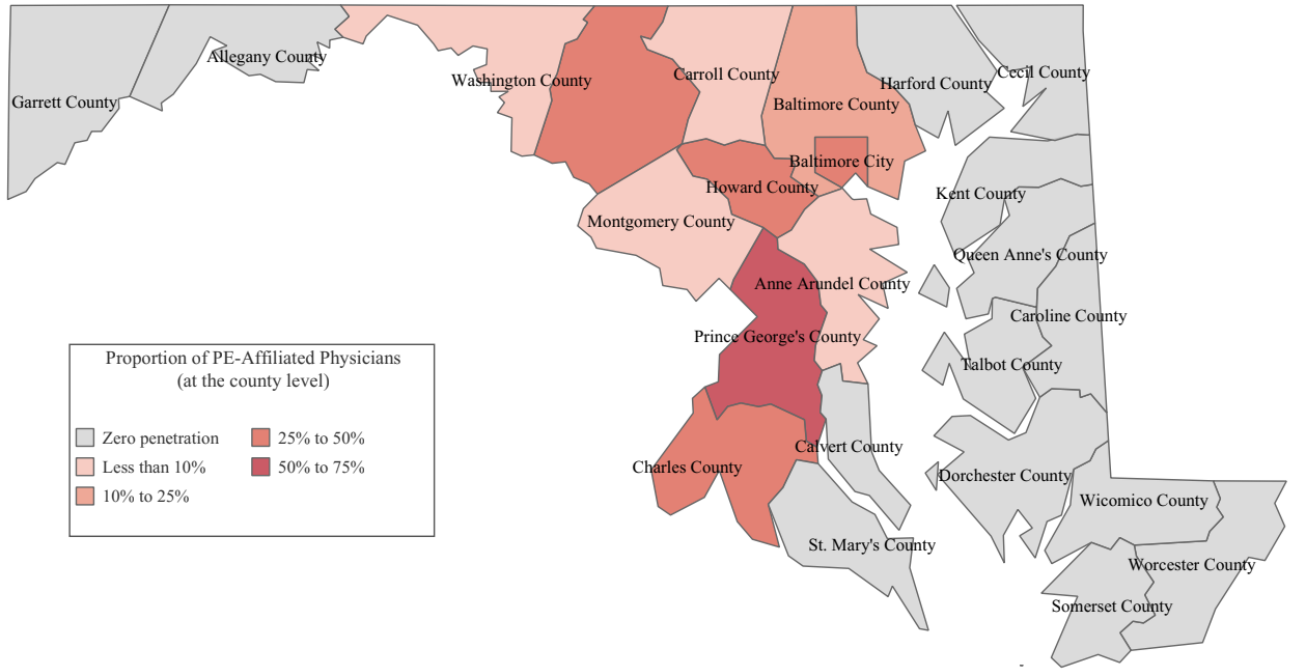 Allegany County
Garrett County
Washington County
Carroll County
Baltimore County
Harford County
Cecil County
Baltimore City
Howard County
Montgomery County
Kent County
Queen Anne's County
Anne Arundel County
Caroline County
Prince George's County
Talbot County
Calvert County
Charles County
Dorchester County
Wicomico County
St. Mary's County
Worcester County
Somerset County
Proportion of PE-Affiliated Physicians
(at the county level)
Zero penetration
Less than 10%
10% to 25%
25% to 50%
50% to 75%